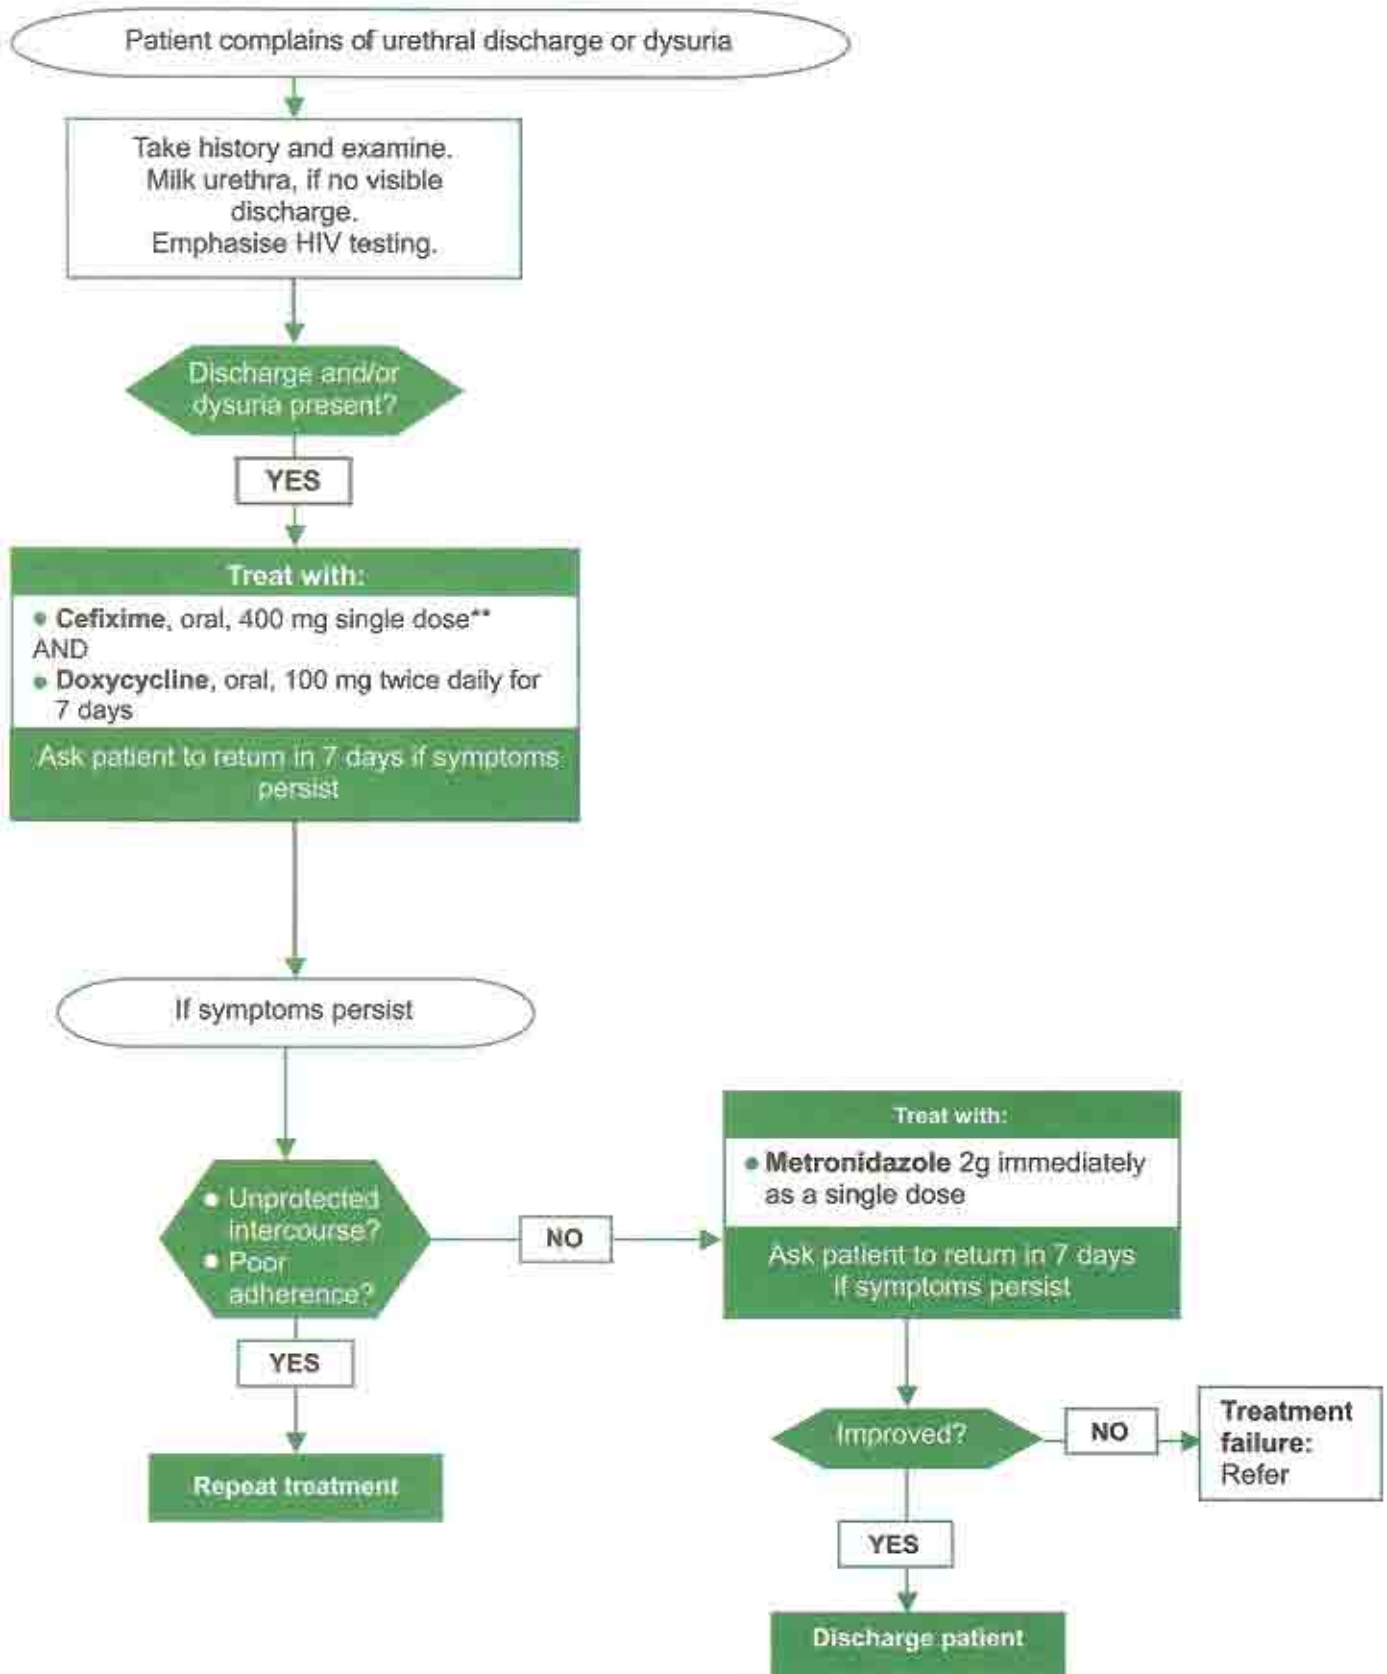 Patient complains of urethral discharge or dysuria
Take history and examine.
Milk urethra, if no visible
discharge.
Emphasise HIV testing.
Discharge and/or
dysuria present?
YES
Treat with:
• Cefixime, oral, 400 mg single dose**
AND
• Doxycycline, oral, 100 mg twice daily for
7 days
Ask patient to return in 7 days if symptoms
persist
If symptoms persist
• Unprotected
intercourse?
• Poor
adherence?
NO
YES
Repeat treatment
Treat with:
• Metronidazole 2g immediately
as a single dose
Ask patient to return in 7 days
if symptoms persist
Improved?
NO
Treatment
failure:
Refer
YES
Discharge patient